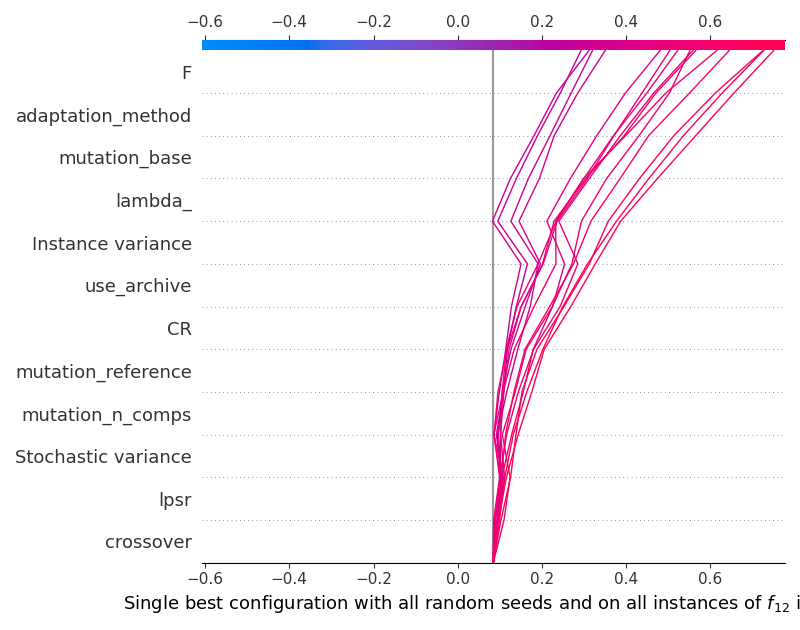 −0.6 −0.4 −0.2 0.0 0.2 0.4 0.6
F
adaptation_method
mutation_base
lambda_
Instance variance
use_archive
CR
mutation_reference
mutation_n_comps
Stochastic variance
lpsr
crossover
−0.6 −0.4 −0.2 0.0 0.2 0.4 0.6
Single best configuration with all random seeds and on all instances of f12 i